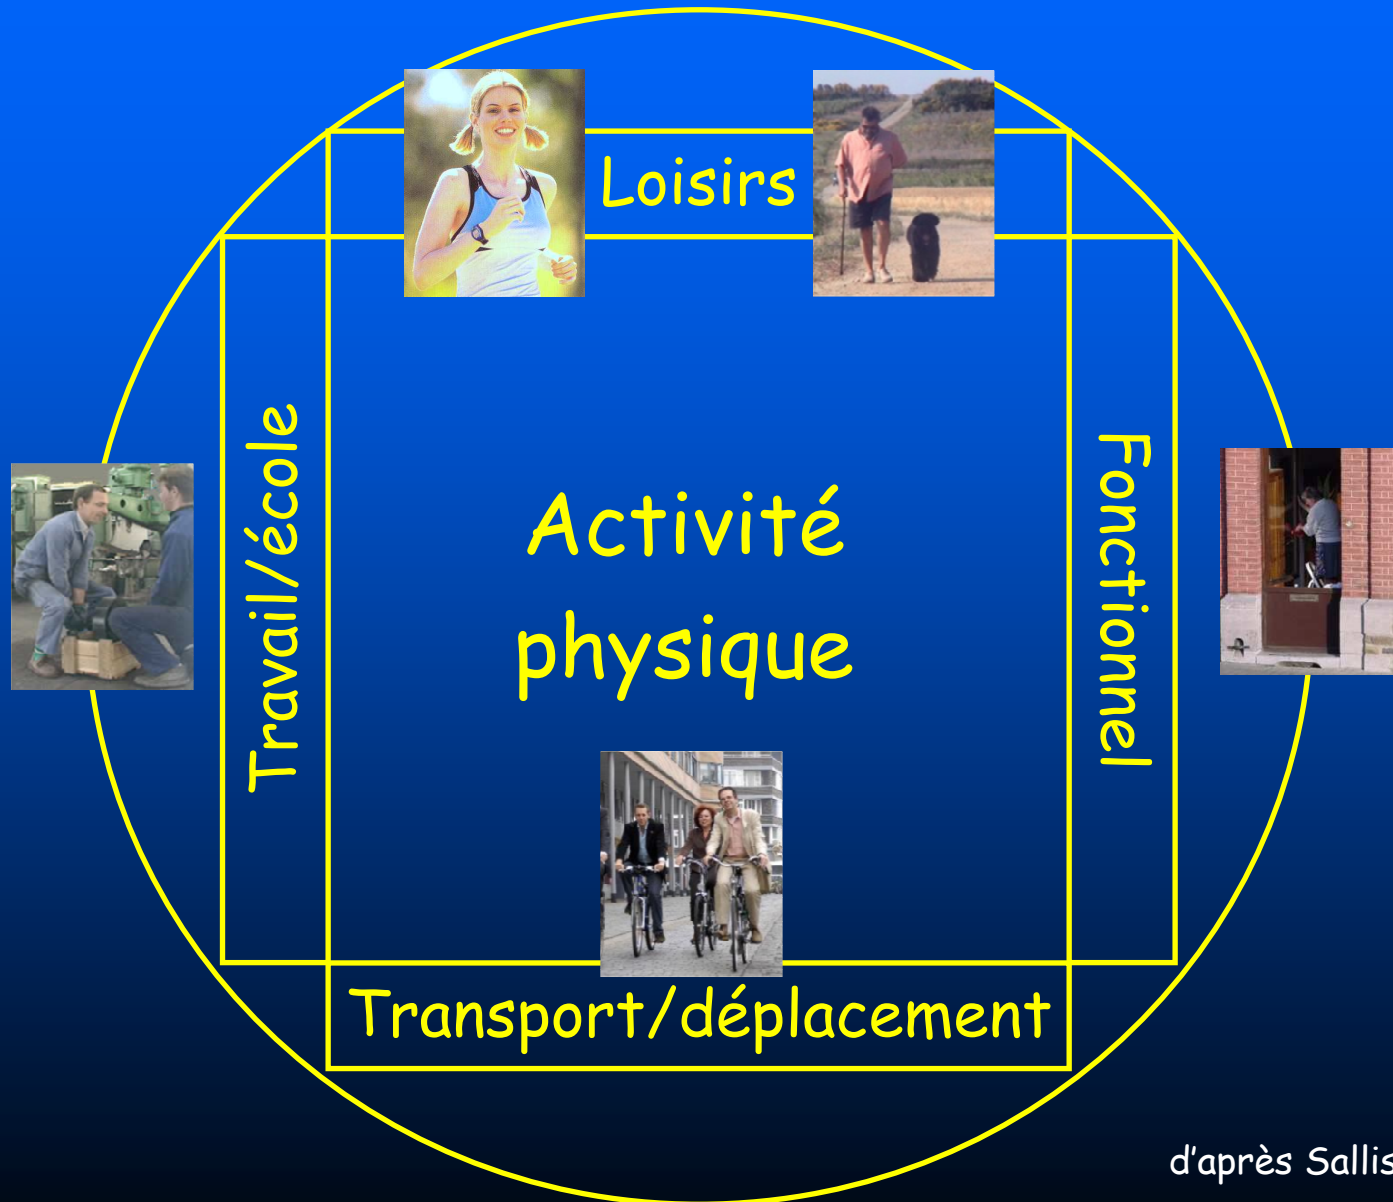 Loisirs
Travail/école
Activité
physique
Fonctionnel
Transport/déplacement
d'après Sallis